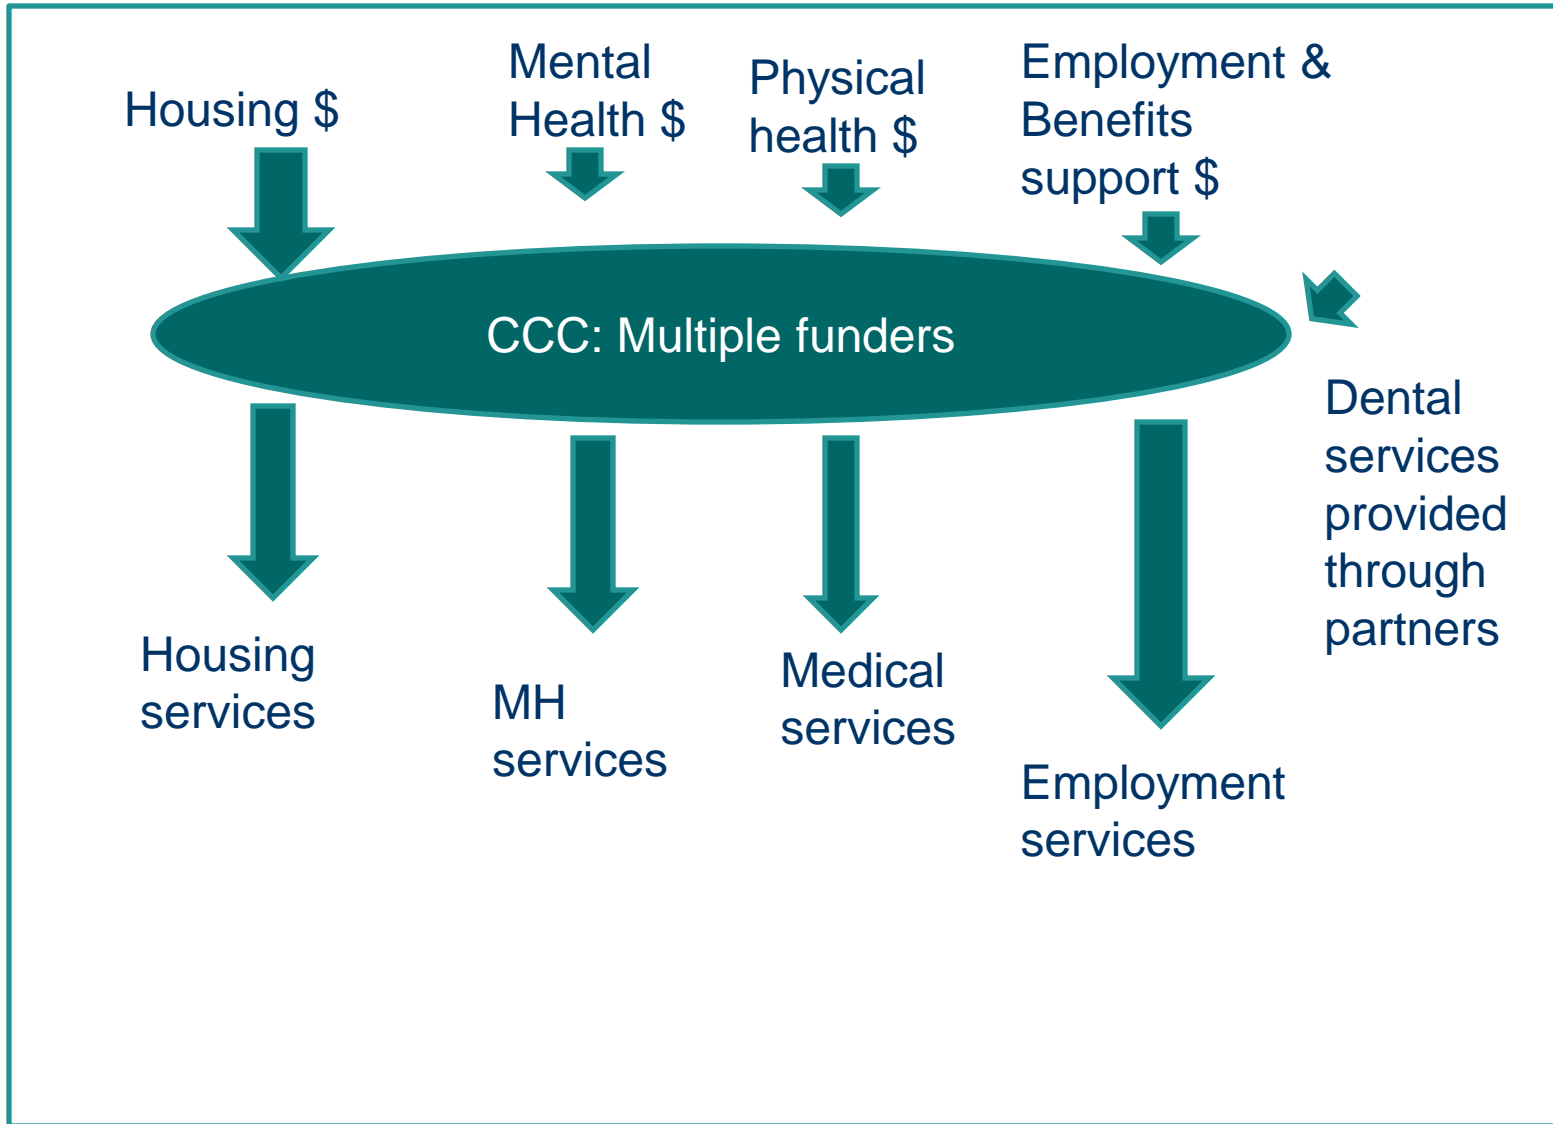 Housing $
Mental
Health $
Physical
health $
Employment &
Benefits
support $
CCC: Multiple funders
Dental
services
provided
through
partners
Housing
services
MH
services
Medical
services
Employment
services